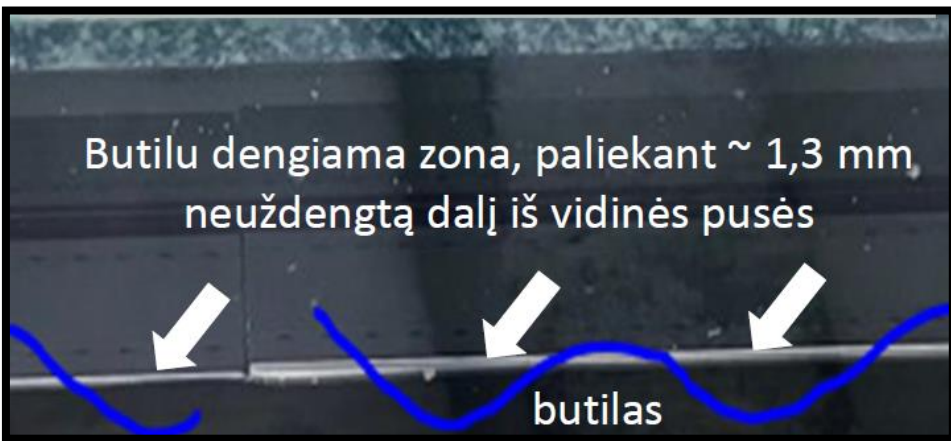 Butilu dengiama zona, paliekant ~ 1,3 mm
neuždengtą dalį iš vidinės pusės
butilas